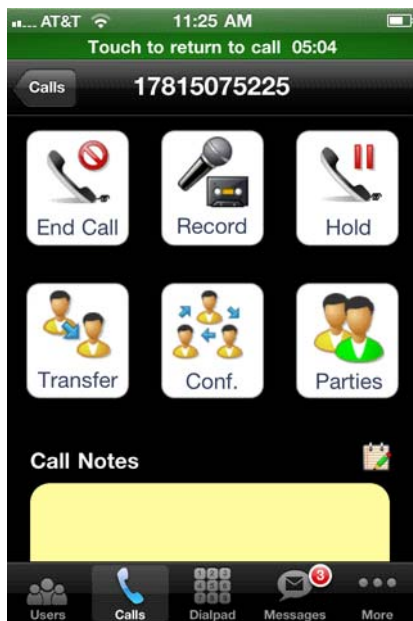 AT&T 11:25 AM
Touch to return to call 05:04
Calls 17815075225
End Call Record Hold
Transfer Conf. Parties
Call Notes
3
Users Calls Dialpad Messages More